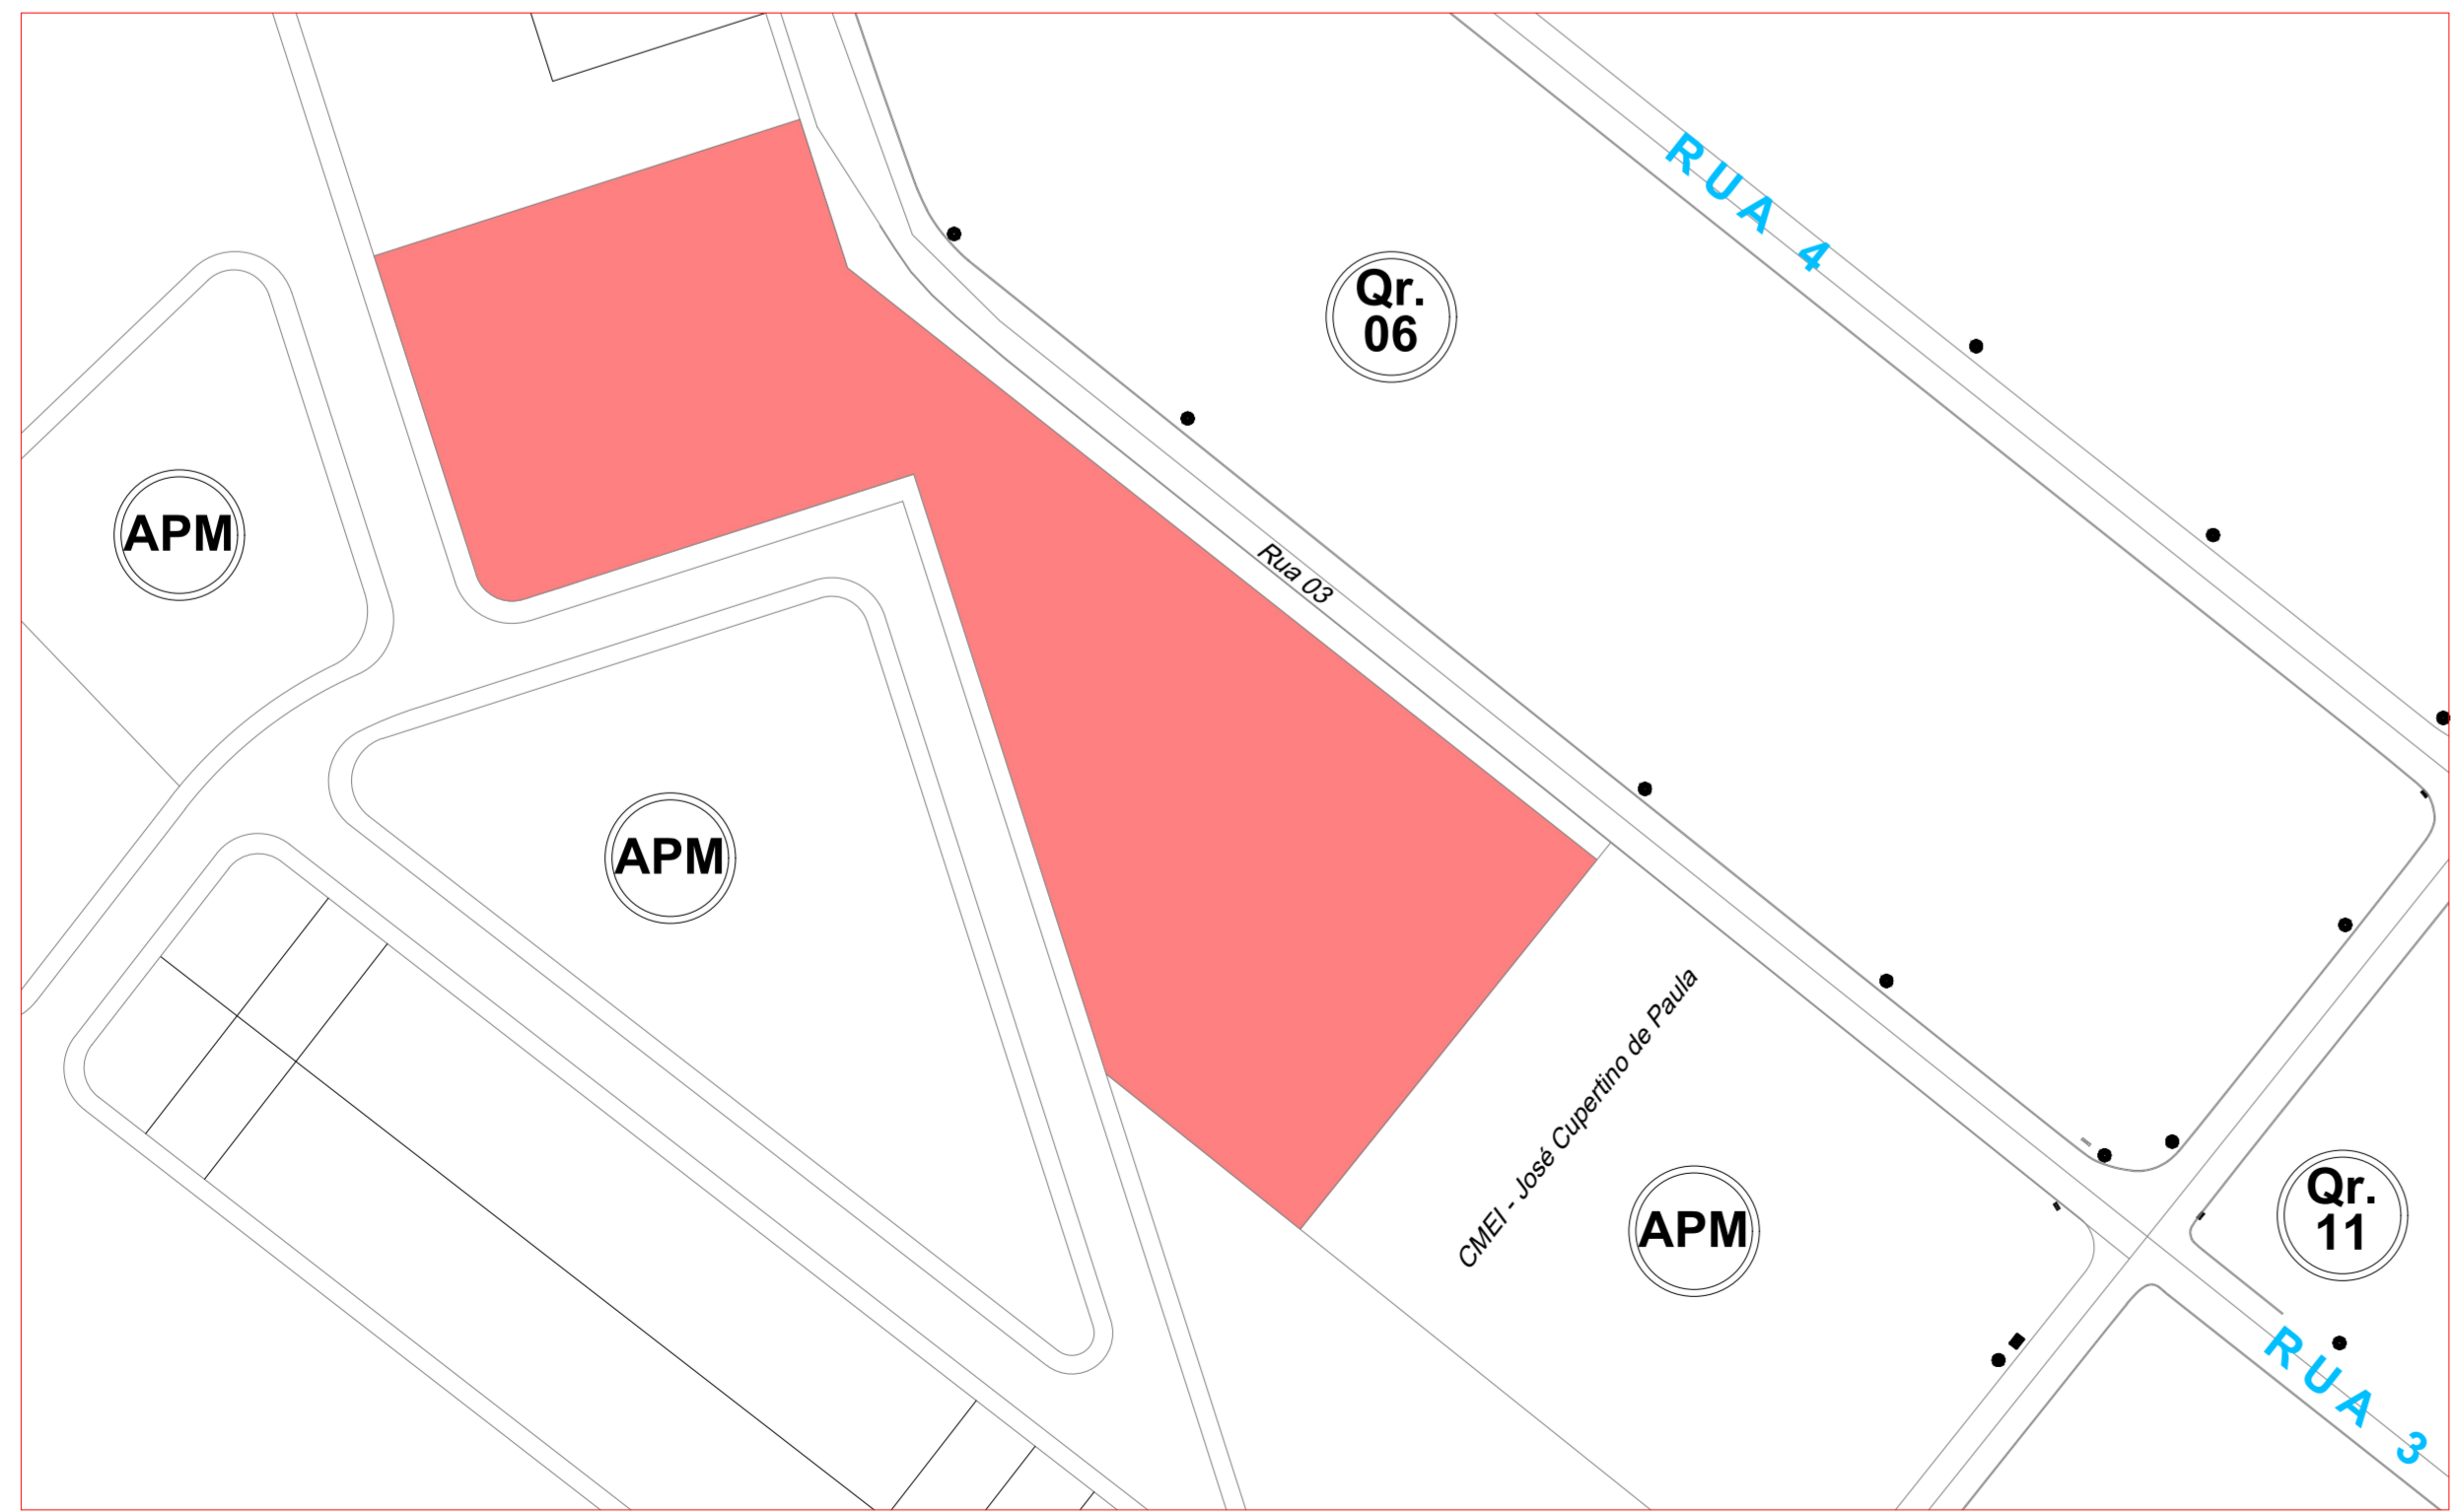 RUA 4
Qr.
06
APM
Rua 03
APM
CMEI - José Cupertino de Paula
APM
Qr.
11
RUA 3